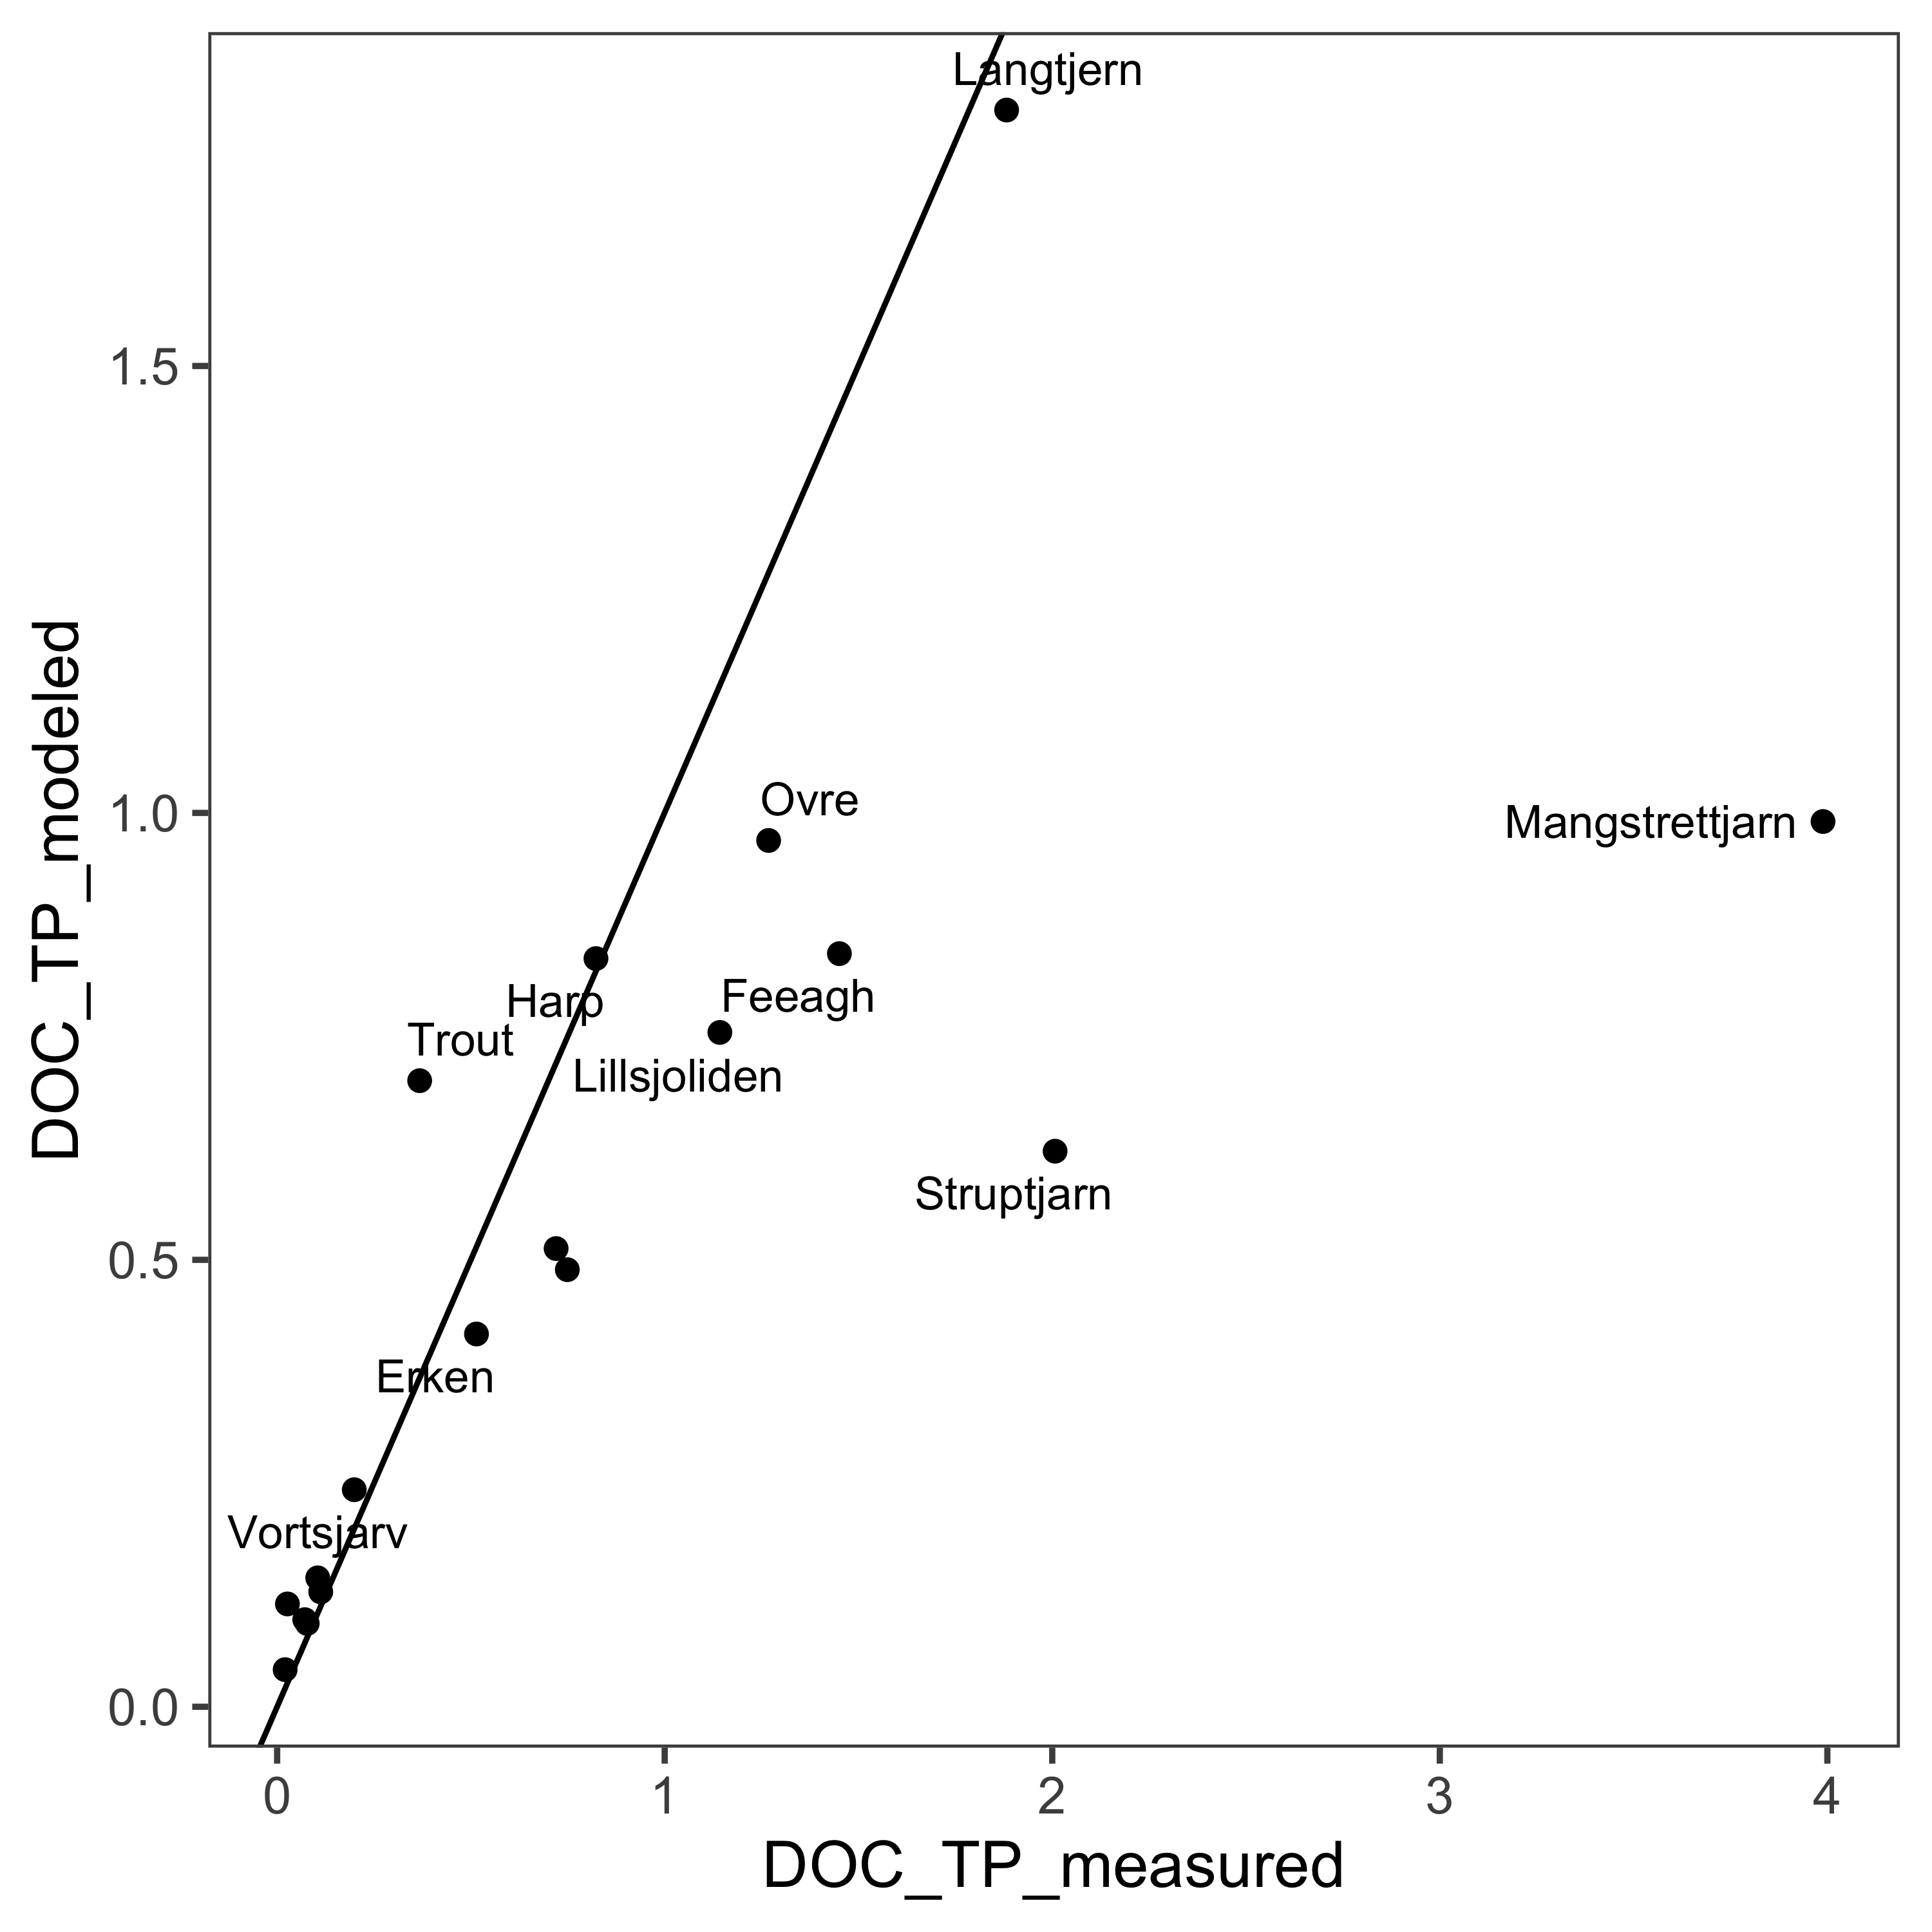 Langtjern
1.5
DOC_TP_modeled
Ovre
1.0
Mangstrettjarn
Harp
Feeagh
Trout
Lillsjoliden
Struptjarn
0.5
Erken
Vortsjarv
0.0
0
1
2
3
4
DOC_TP_measured